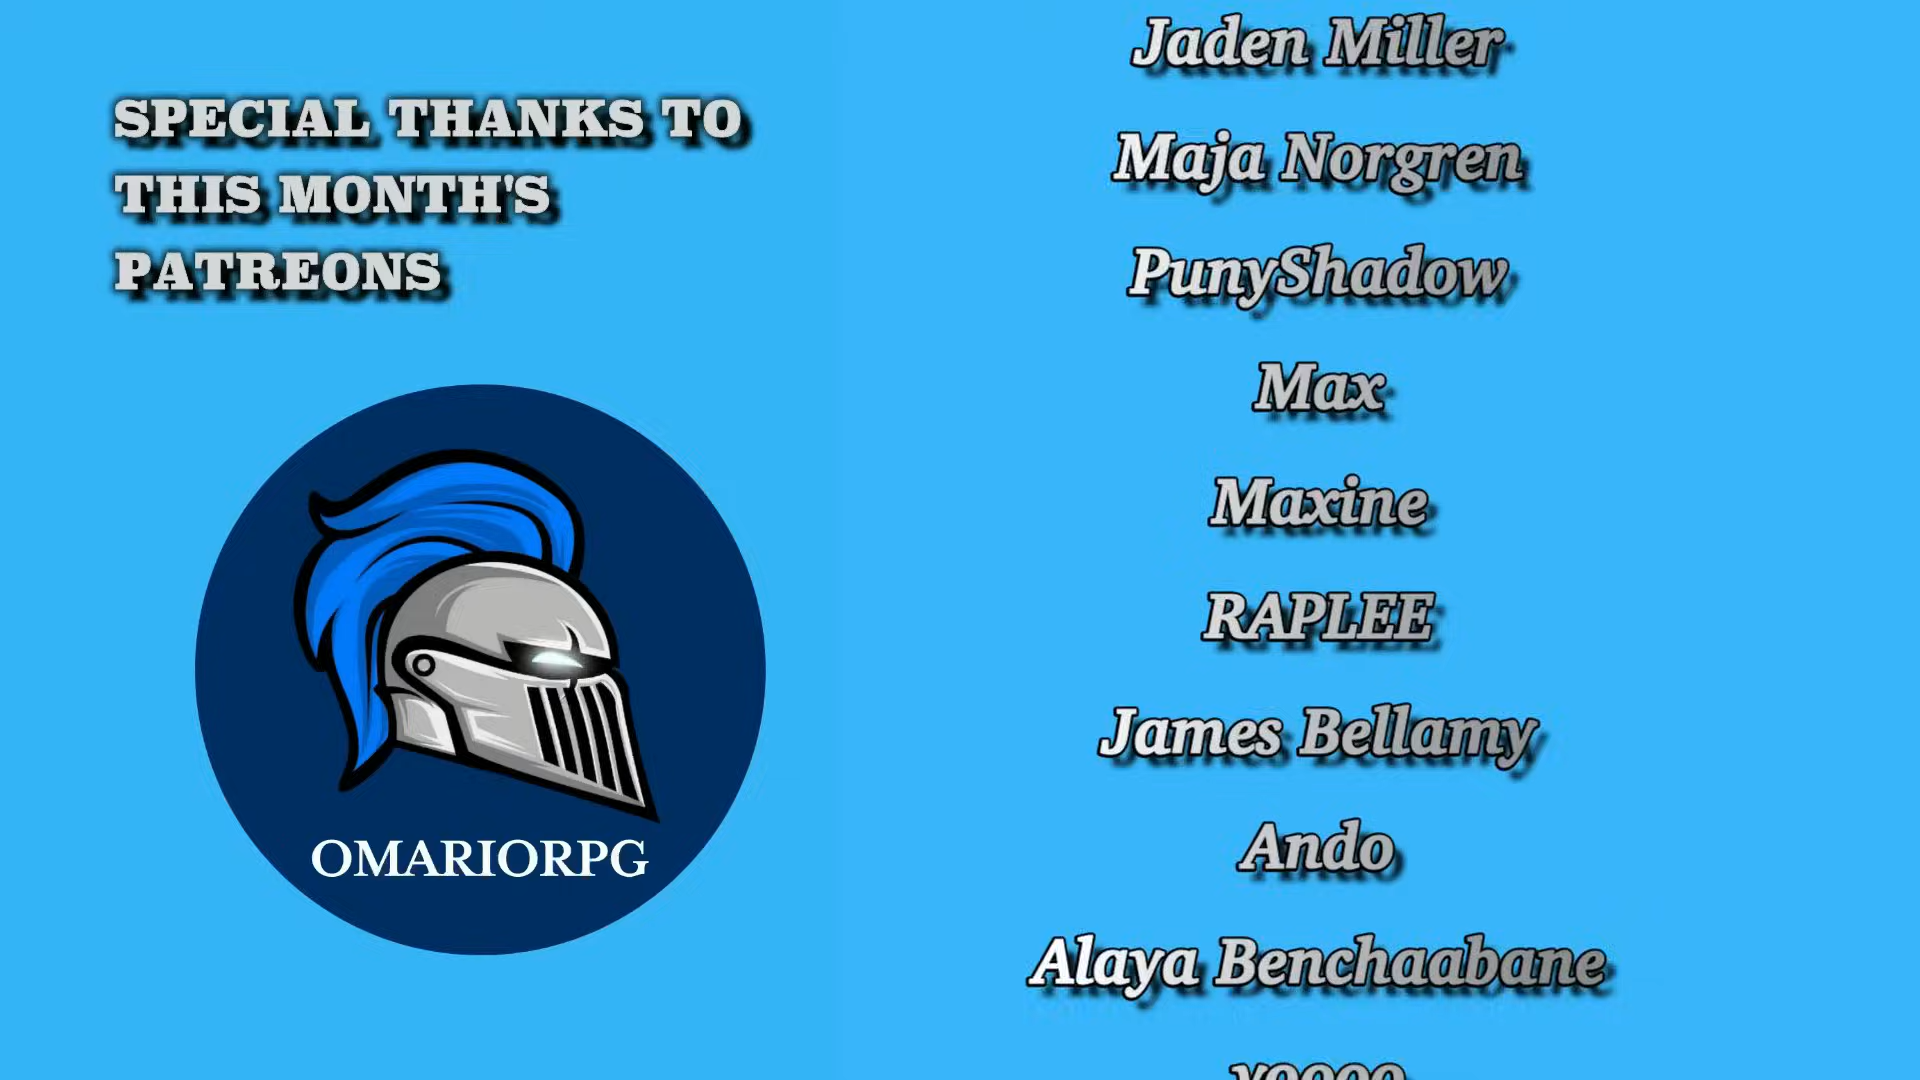 SPECIAL THANKS TO
THIS MONTH'S
PATREONS
OMARIORPG
Jaden Miller
Maja Norgren
PunyShadow
Max
Maxine
RAPLEE
James Bellamy
Ando
Alaya Benchaabane